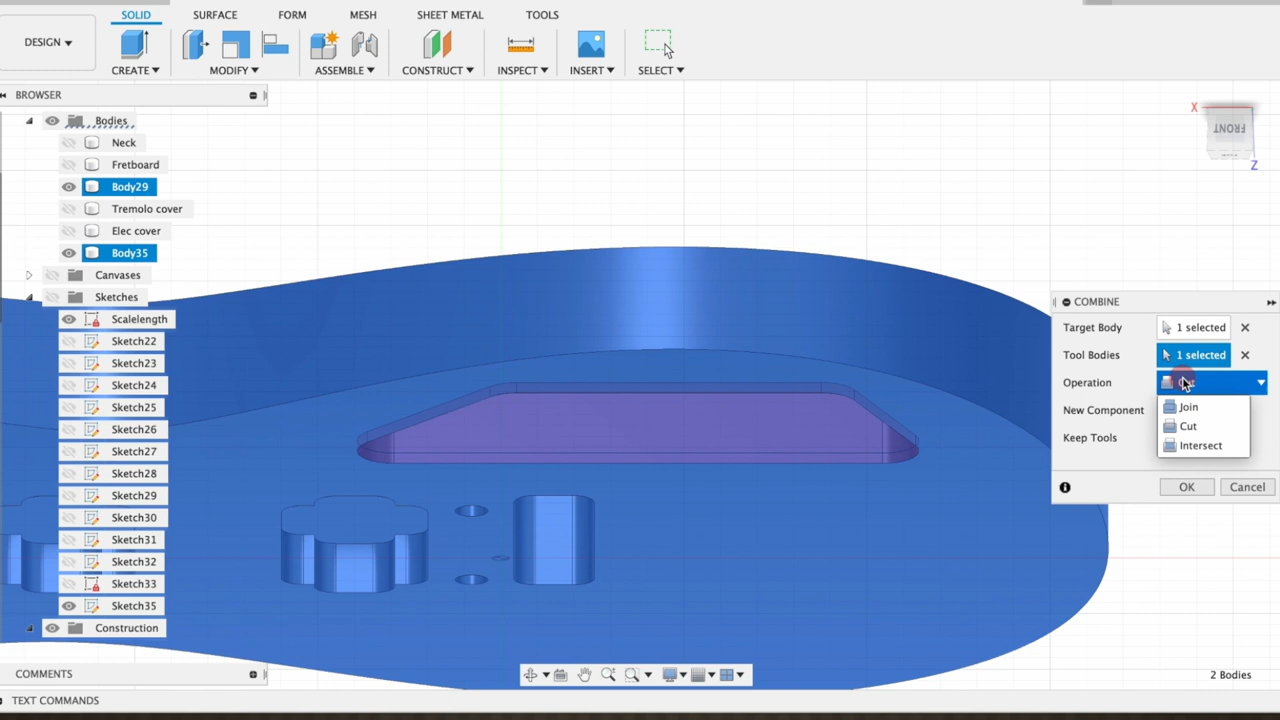 SOLID SURFACE FORM MESH SHEET METAL TOOLS
DESIGN
CREATE MODIFY ASSEMBLE CONSTRUCT INSPECT INSERT SELECT
BROWSER
Bodies
Neck
Fretboard
Body29
Tremolo cover
Elec cover
Body35
Canvases
Sketches
Scalelength
Sketch22
Sketch23
Sketch24
Sketch25
Sketch26
Sketch27
Sketch28
Sketch29
Sketch30
Sketch31
Sketch32
Sketch33
Sketch35
Construction
X
FRONT
Z
COMBINE
Target Body 1 selected
Tool Bodies 1 selected
Operation
Join
New Component
Cut
Keep Tools
Intersect
OK Cancel
COMMENTS
2 Bodies
TEXT COMMANDS